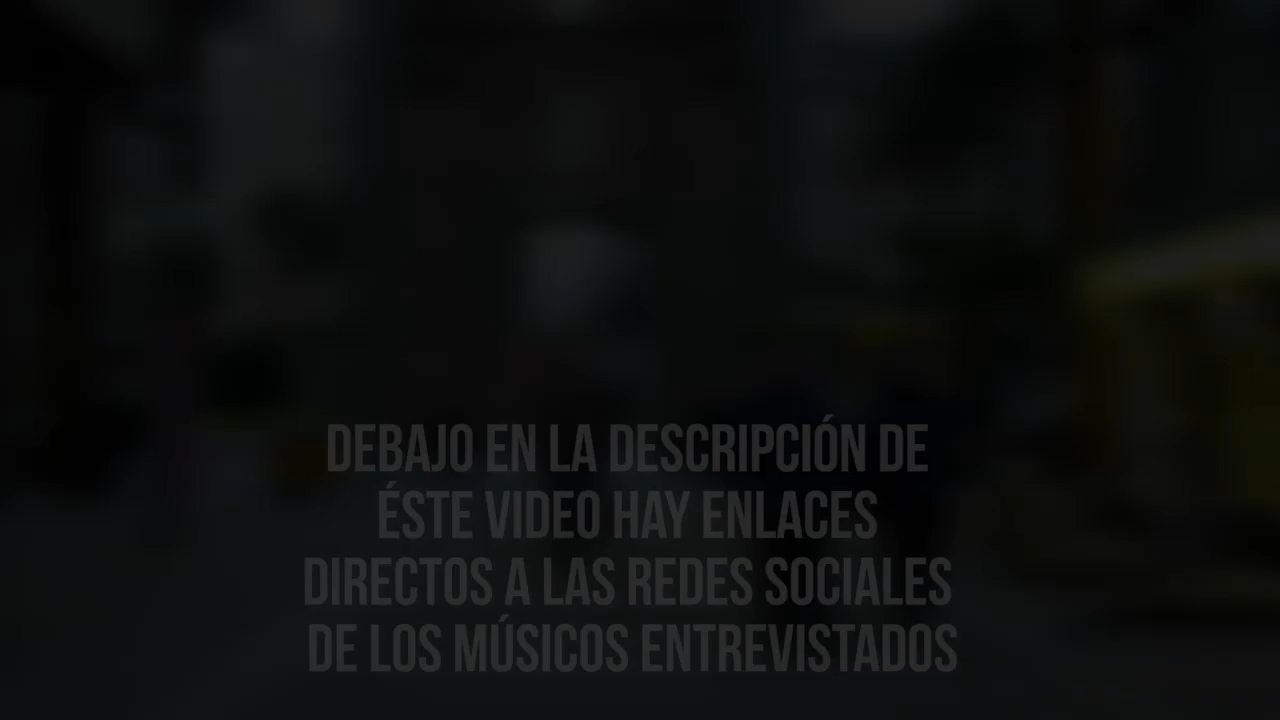 DEBAJO EN LA DESCRIPCIÓN DE
ÉSTE VIDEO HAY ENLACES
DIRECTOS A LAS REDES SOCIALES
DE LOS MÚSICOS ENTREVISTADOS